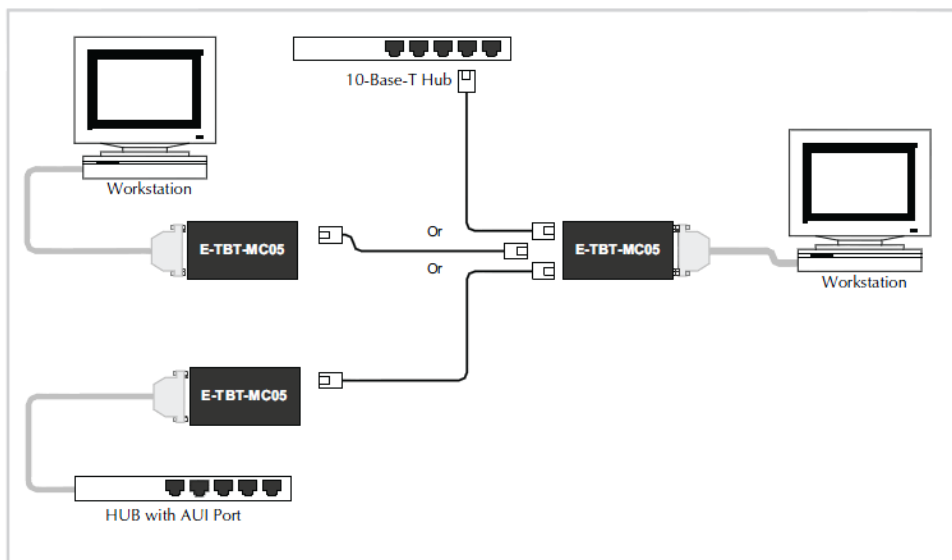 10-Base-T Hub
Workstation
Or
E-TBT-MC05
E-TBT-MC05
Or
Workstation
E-TBT-MC05
HUB with AUI Port